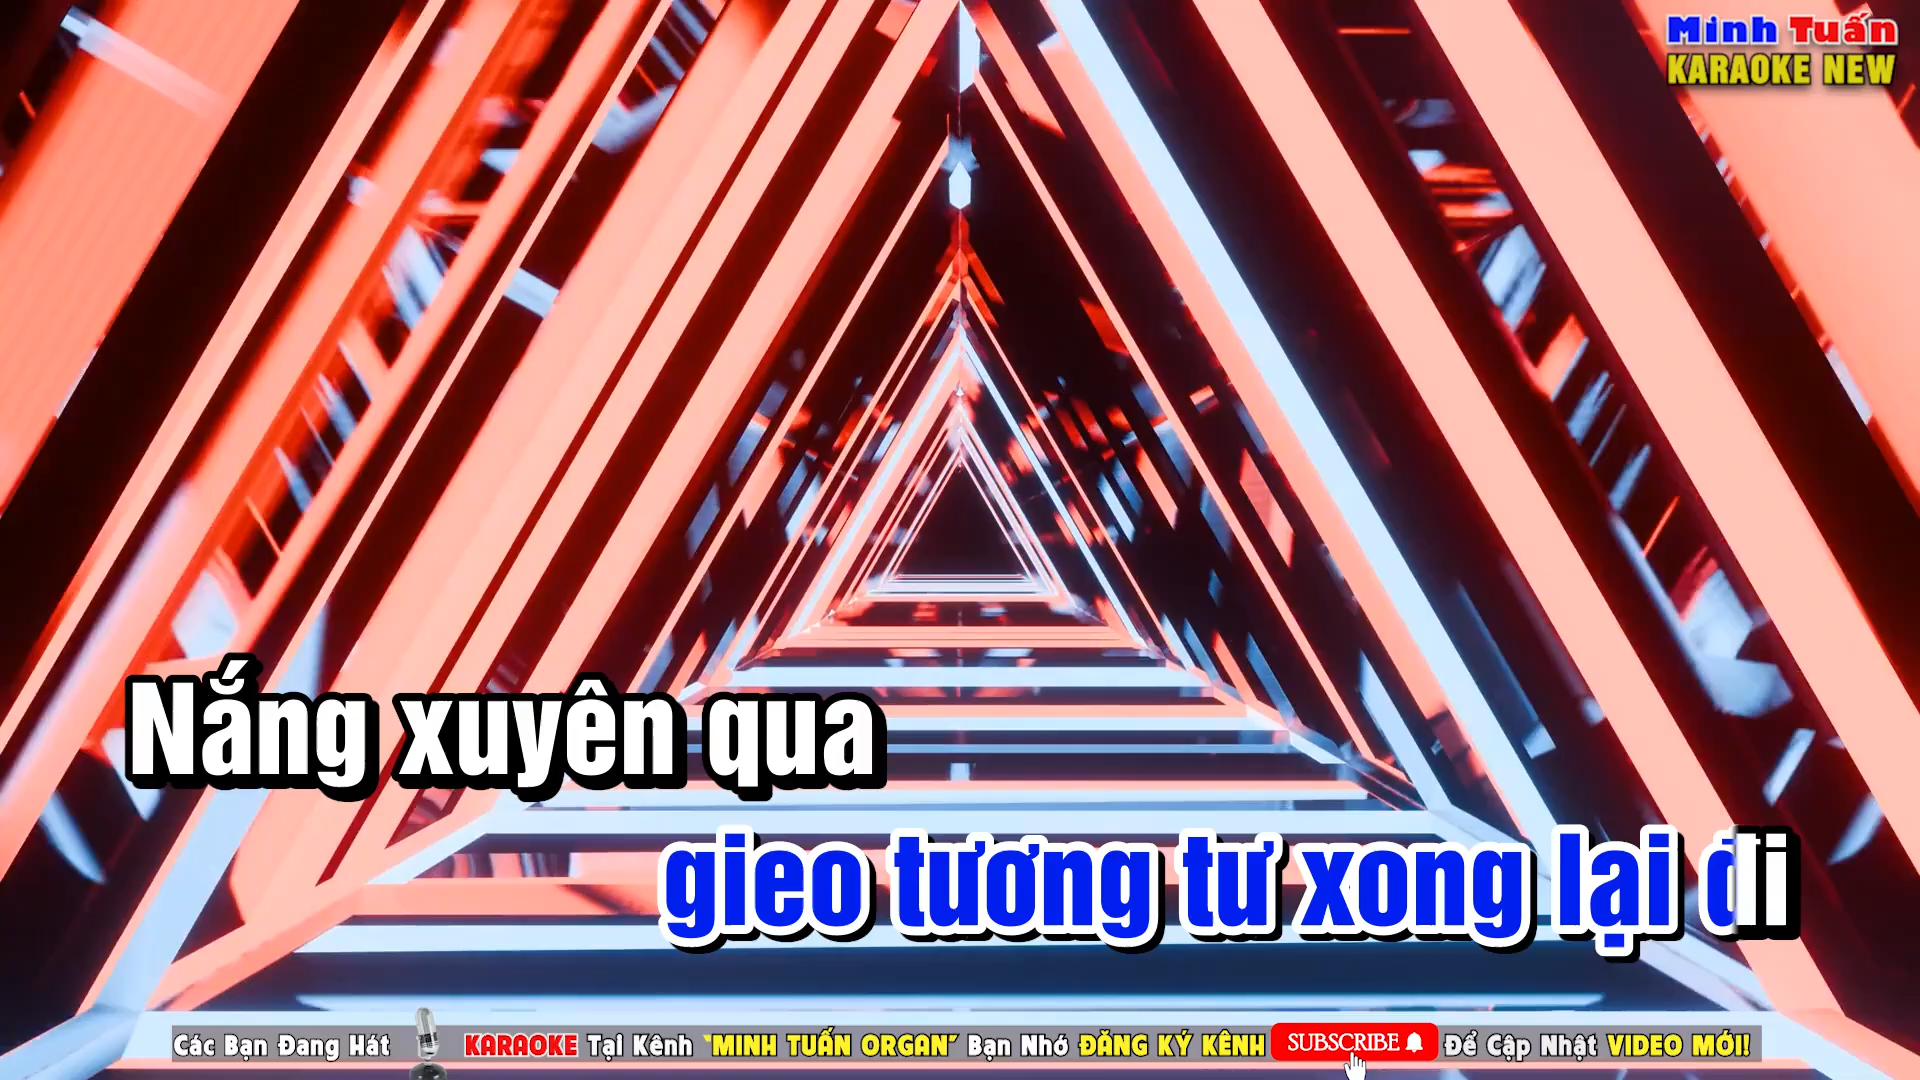 Minh Tuấn
KARAOKE NEW
Nắng xuyên qua
gieo tương tư xong lại đi
Các Bạn Đang Hát KARAOKE Tại Kênh "MINH TUẤN ORGAN" Bạn Nhớ ĐĂNG KÝ KÊNH SUBSCRIBE Để Cập Nhật VIDEO MỚI!